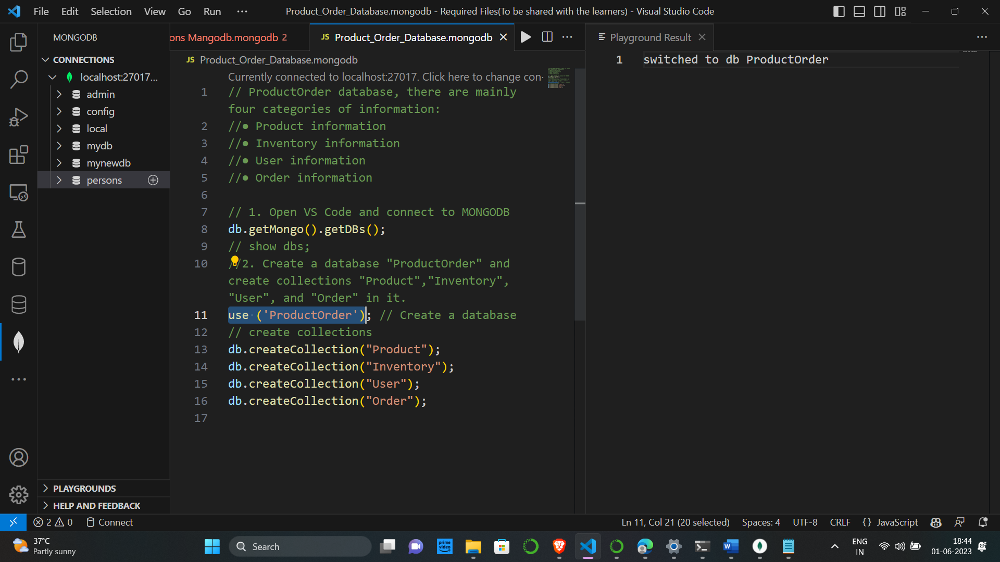 File Edit Selection View Go Run ··· Product_Order_Database.mongodb - Required Files(To be shared with the learners) - Visual Studio Code
MONGODB
CONNECTIONS
localhost:27017...
admin
config
local
mydb
mynewdb
persons
PLAYGROUNDS
HELP AND FEEDBACK
ons Mangodb.mongodb 2
JS Product_Order_Database.mongodb
JS Product_Order_Database.mongodb
Currently connected to localhost:27017. Click here to change con
1 // ProductOrder database, there are mainly
four categories of information:
2 //● Product information
3 //● Inventory information
4 //● User information
5 //● Order information
6
7 // 1. Open VS Code and connect to MONGODB
8 db.getMongo().getDBs();
9 // show dbs;
10 //2. Create a database "ProductOrder" and
create collections "Product","Inventory",
"User", and "Order" in it.
11 use ('ProductOrder'); // Create a database
12 // create collections
13 db.createCollection("Product");
14 db.createCollection("Inventory");
15 db.createCollection("User");
16 db.createCollection("Order");
17
Playground Result
1 switched to db ProductOrder
2 0 Connect Ln 11, Col 21 (20 selected) Spaces: 4 UTF-8 CRLF {} JavaScript
37°C
Partly sunny
Search
prime video
ENG
IN
18:44
01-06-2023